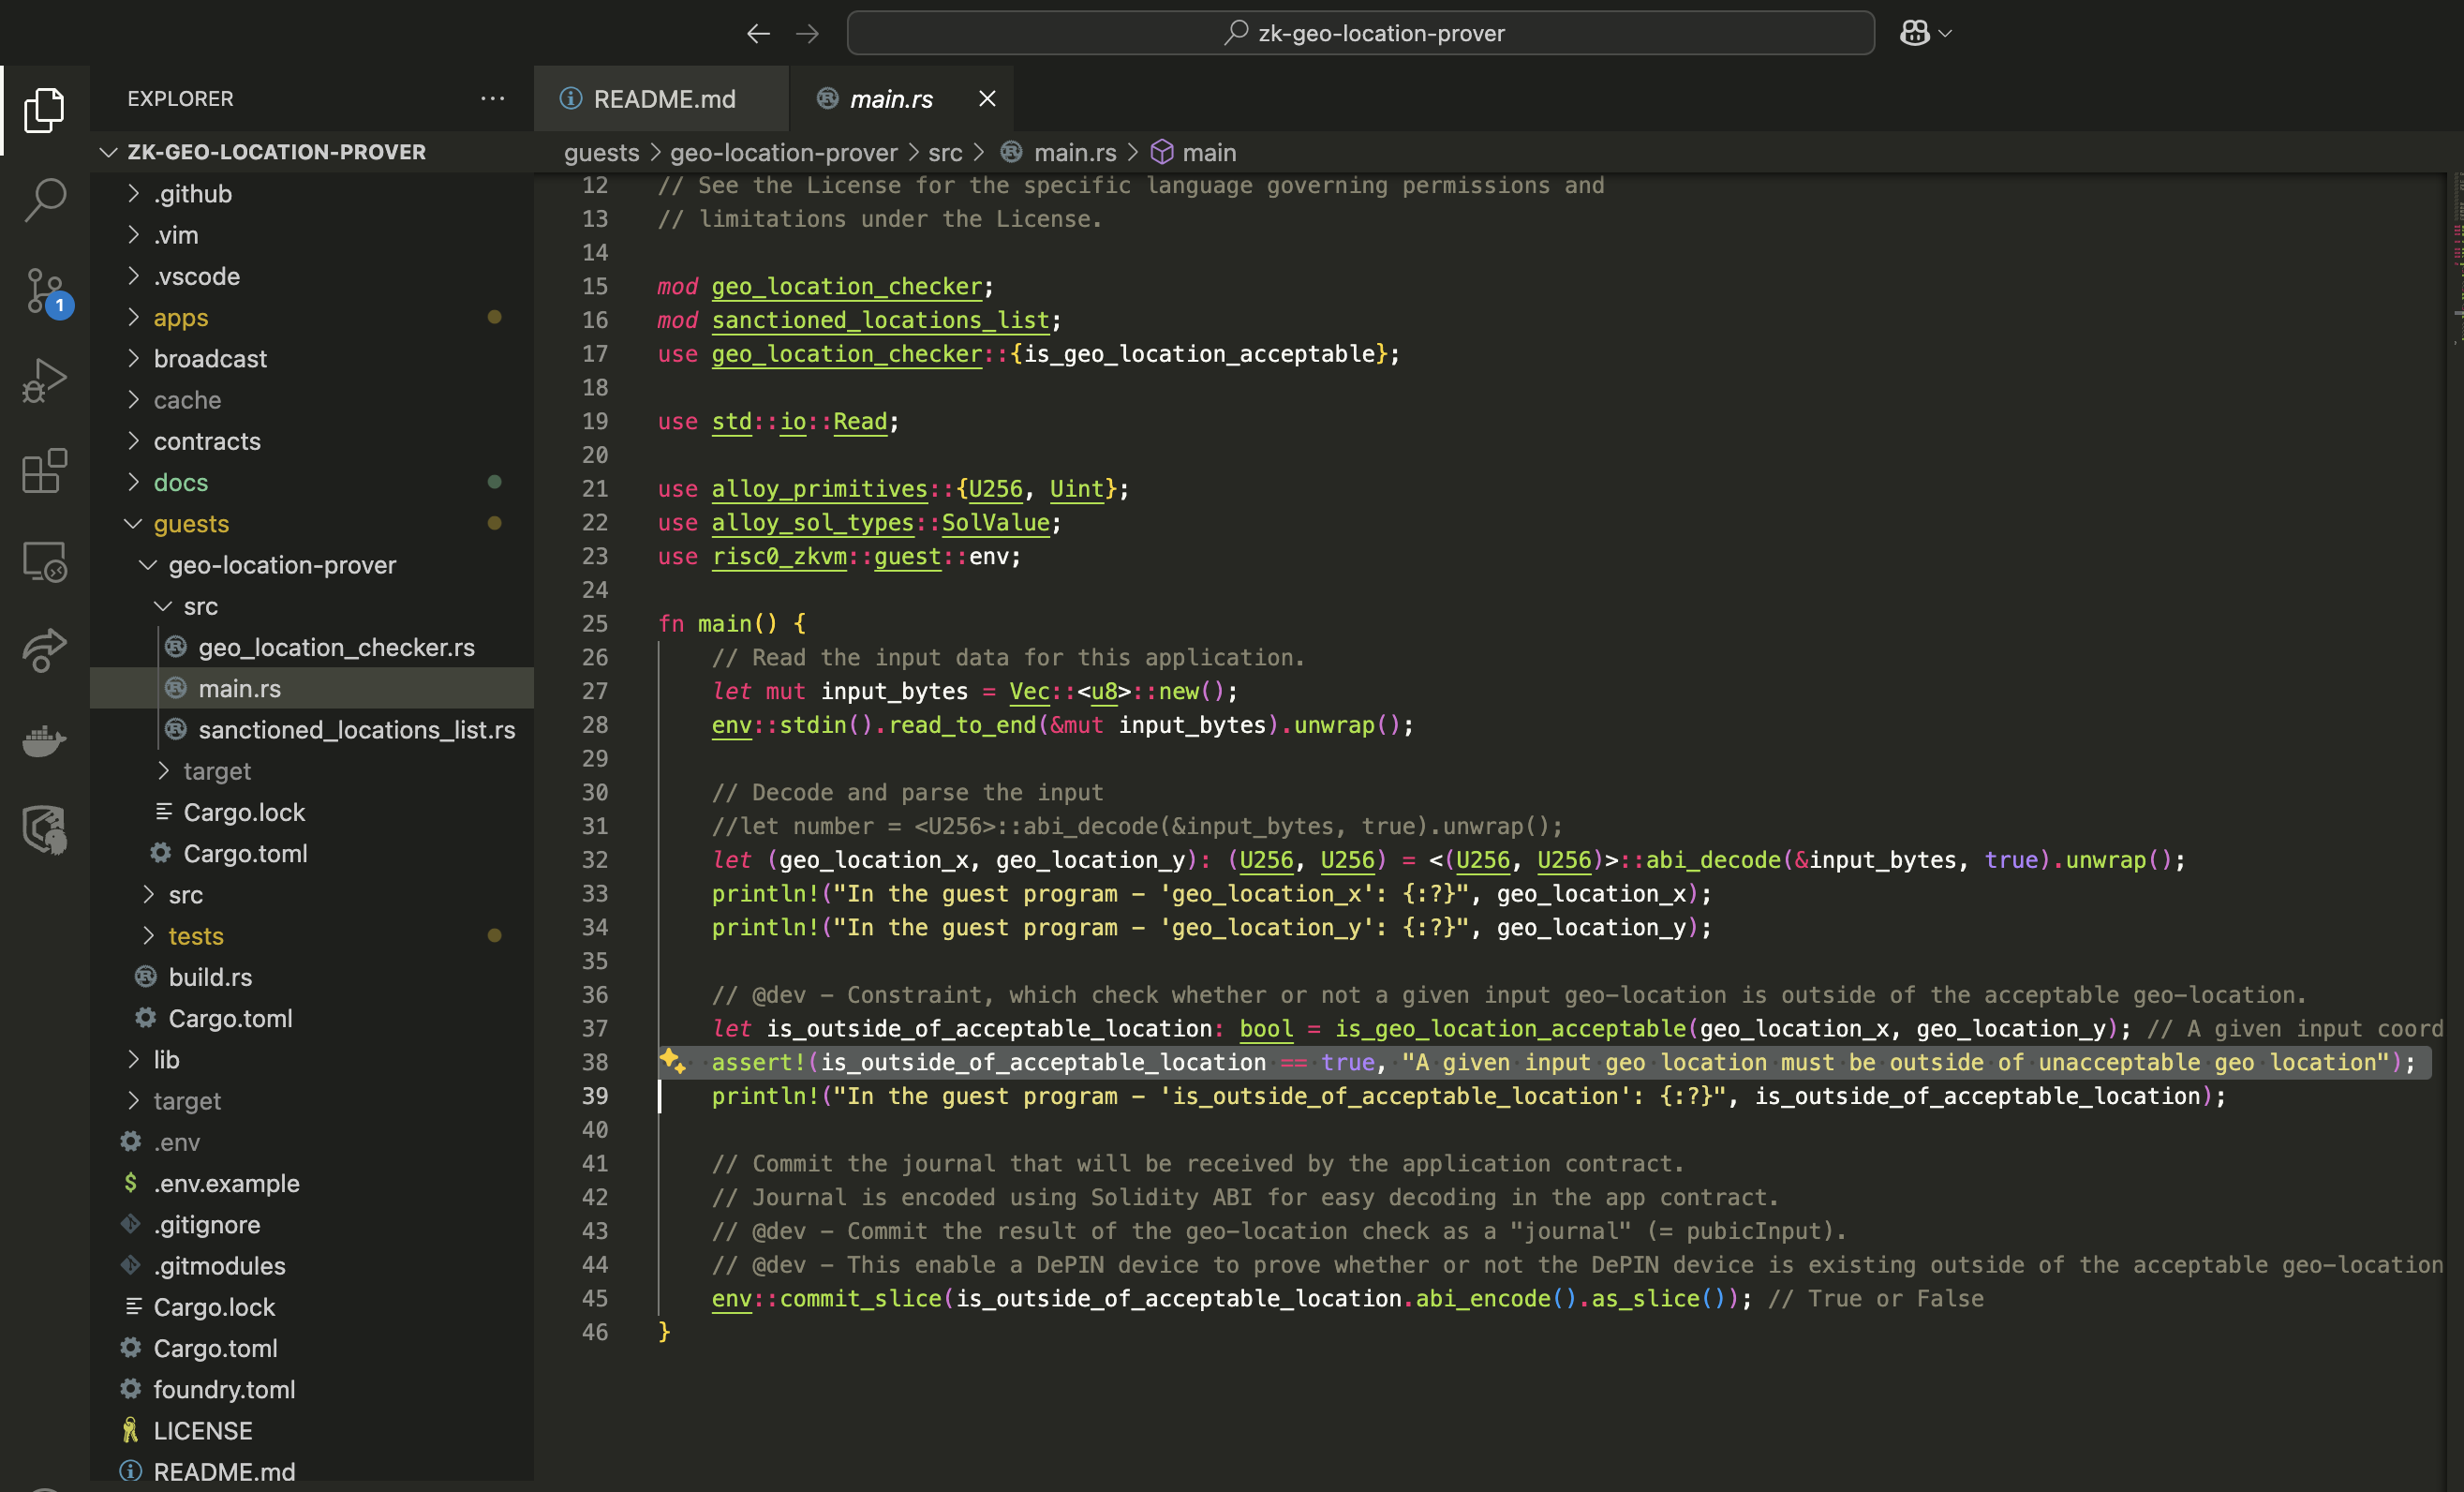 zk-geo-location-prover
EXPLORER
README.md
main.rs
ZK-GEO-LOCATION-PROVER
guests > geo-location-prover > src > main.rs > main
.github
.vim
.vscode
apps
broadcast
cache
contracts
docs
guests
geo-location-prover
src
geo_location_checker.rs
main.rs
sanctioned_locations_list.rs
target
Cargo.lock
Cargo.toml
src
tests
build.rs
Cargo.toml
lib
target
.env
$ .env.example
.gitignore
.gitmodules
Cargo.lock
Cargo.toml
foundry.toml
LICENSE
README.md
1
12 // See the License for the specific language governing permissions and
13 // limitations under the License.
14
15 mod geo_location_checker;
16 mod sanctioned_locations_list;
17 use geo_location_checker::{is_geo_location_acceptable};
18
19 use std::io::Read;
20
21 use alloy_primitives::{U256, Uint};
22 use alloy_sol_types::SolValue;
23 use risc0_zkvm::guest::env;
24
25 fn main() {
26 // Read the input data for this application.
27 let mut input_bytes = Vec::<u8>::new();
28 env::stdin().read_to_end(&mut input_bytes).unwrap();
29
30 // Decode and parse the input
31 //let number = <U256>::abi_decode(&input_bytes, true).unwrap();
32 let (geo_location_x, geo_location_y): (U256, U256) = <(U256, U256)>::abi_decode(&input_bytes, true).unwrap();
33 println!("In the guest program - 'geo_location_x': {:?}", geo_location_x);
34 println!("In the guest program - 'geo_location_y': {:?}", geo_location_y);
35
36 // @dev - Constraint, which check whether or not a given input geo-location is outside of the acceptable geo-location.
37 let is_outside_of_acceptable_location: bool = is_geo_location_acceptable(geo_location_x, geo_location_y); // A given input coord
38 assert!(is_outside_of_acceptable_location == true, "A given input geo location must be outside of unacceptable geo location");
39 println!("In the guest program - 'is_outside_of_acceptable_location': {:?}", is_outside_of_acceptable_location);
40
41 // Commit the journal that will be received by the application contract.
42 // Journal is encoded using Solidity ABI for easy decoding in the app contract.
43 // @dev - Commit the result of the geo-location check as a "journal" (= pubicInput).
44 // @dev - This enable a DePIN device to prove whether or not the DePIN device is existing outside of the acceptable geo-location
45 env::commit_slice(is_outside_of_acceptable_location.abi_encode().as_slice()); // True or False
46 }